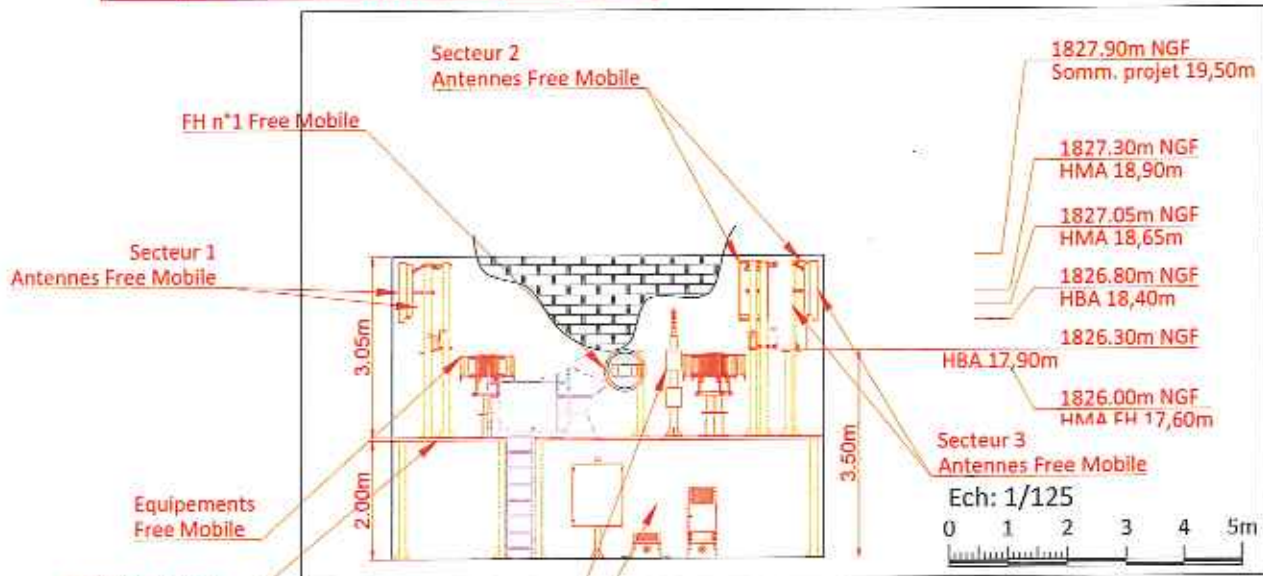 Secteur 2
Antennes Free Mobile
1827.90m NGF
Somm. projet 19,50m
FH n°1 Free Mobile
1827.30m NGF
HMA 18,90m
1827.05m NGF
HMA 18,65m
Secteur 1
Antennes Free Mobile
1826.80m NGF
HBA 18,40m
3.05m
1826.30m NGF
HBA 17,90m
1826.00m NGF
HMA FH 17,60m
Secteur 3
Antennes Free Mobile
3.50m
2.00m
Equipements
Free Mobile
Ech: 1/125
0 1 2 3 4 5m